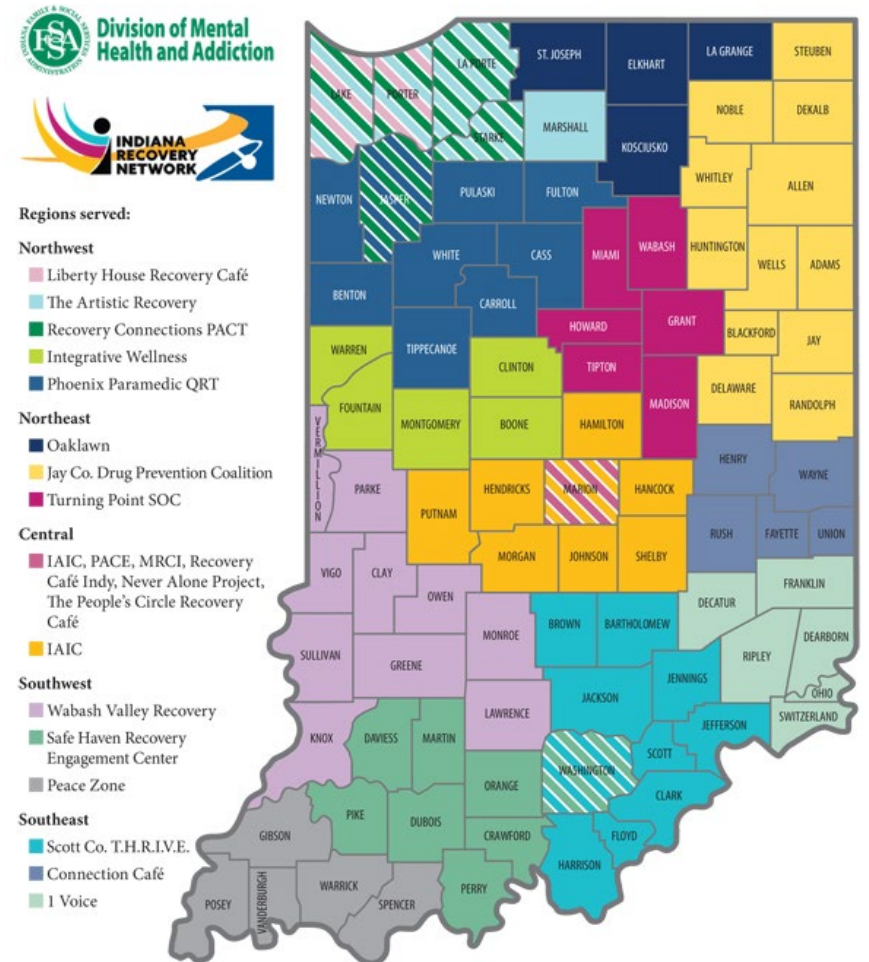 INDIANA FAMILY & SOCIAL SERVICES ADMINISTRATION
FSSA
Division of Mental
Health and Addiction
INDIANA
RECOVERY
NETWORK
Regions served:
Northwest
Liberty House Recovery Café
The Artistic Recovery
Recovery Connections PACT
Integrative Wellness
Phoenix Paramedic QRT
Northeast
Oaklawn
Jay Co. Drug Prevention Coalition
Turning Point SOC
Central
IAIC, PACE, MRCI, Recovery
Café Indy, Never Alone Project,
The People's Circle Recovery
Café
IAIC
Southwest
Wabash Valley Recovery
Safe Haven Recovery
Engagement Center
Peace Zone
Southeast
Scott Co. T.H.R.I.V.E.
Connection Café
1 Voice
LAKE
PORTER
LA PORTE
ST. JOSEPH
ELKHART
LA GRANGE
STEUBEN
STARKE
MARSHALL
KOSCIUSKO
NOBLE
DEKALB
NEWTON
JASPER
PULASKI
FULTON
WHITLEY
ALLEN
WHITE
CASS
MIAMI
WABASH
HUNTINGTON
WELLS
ADAMS
BENTON
CARROLL
HOWARD
GRANT
BLACKFORD
JAY
WARREN
TIPPECANOE
CLINTON
TIPTON
MADISON
DELAWARE
RANDOLPH
FOUNTAIN
MONTGOMERY
BOONE
HAMILTON
VERMILLION
PARKE
PUTNAM
HENDRICKS
MARION
HANCOCK
HENRY
WAYNE
MORGAN
JOHNSON
SHELBY
RUSH
FAYETTE
UNION
VIGO
CLAY
OWEN
DECATUR
FRANKLIN
SULLIVAN
GREENE
MONROE
BROWN
BARTHOLOMEW
RIPLEY
DEARBORN
JENNINGS
OHIO
SWITZERLAND
KNOX
DAVIESS
MARTIN
LAWRENCE
JACKSON
JEFFERSON
SCOTT
WASHINGTON
ORANGE
CLARK
GIBSON
PIKE
DUBOIS
CRAWFORD
FLOYD
HARRISON
POSEY
VANDERBURGH
WARRICK
SPENCER
PERRY